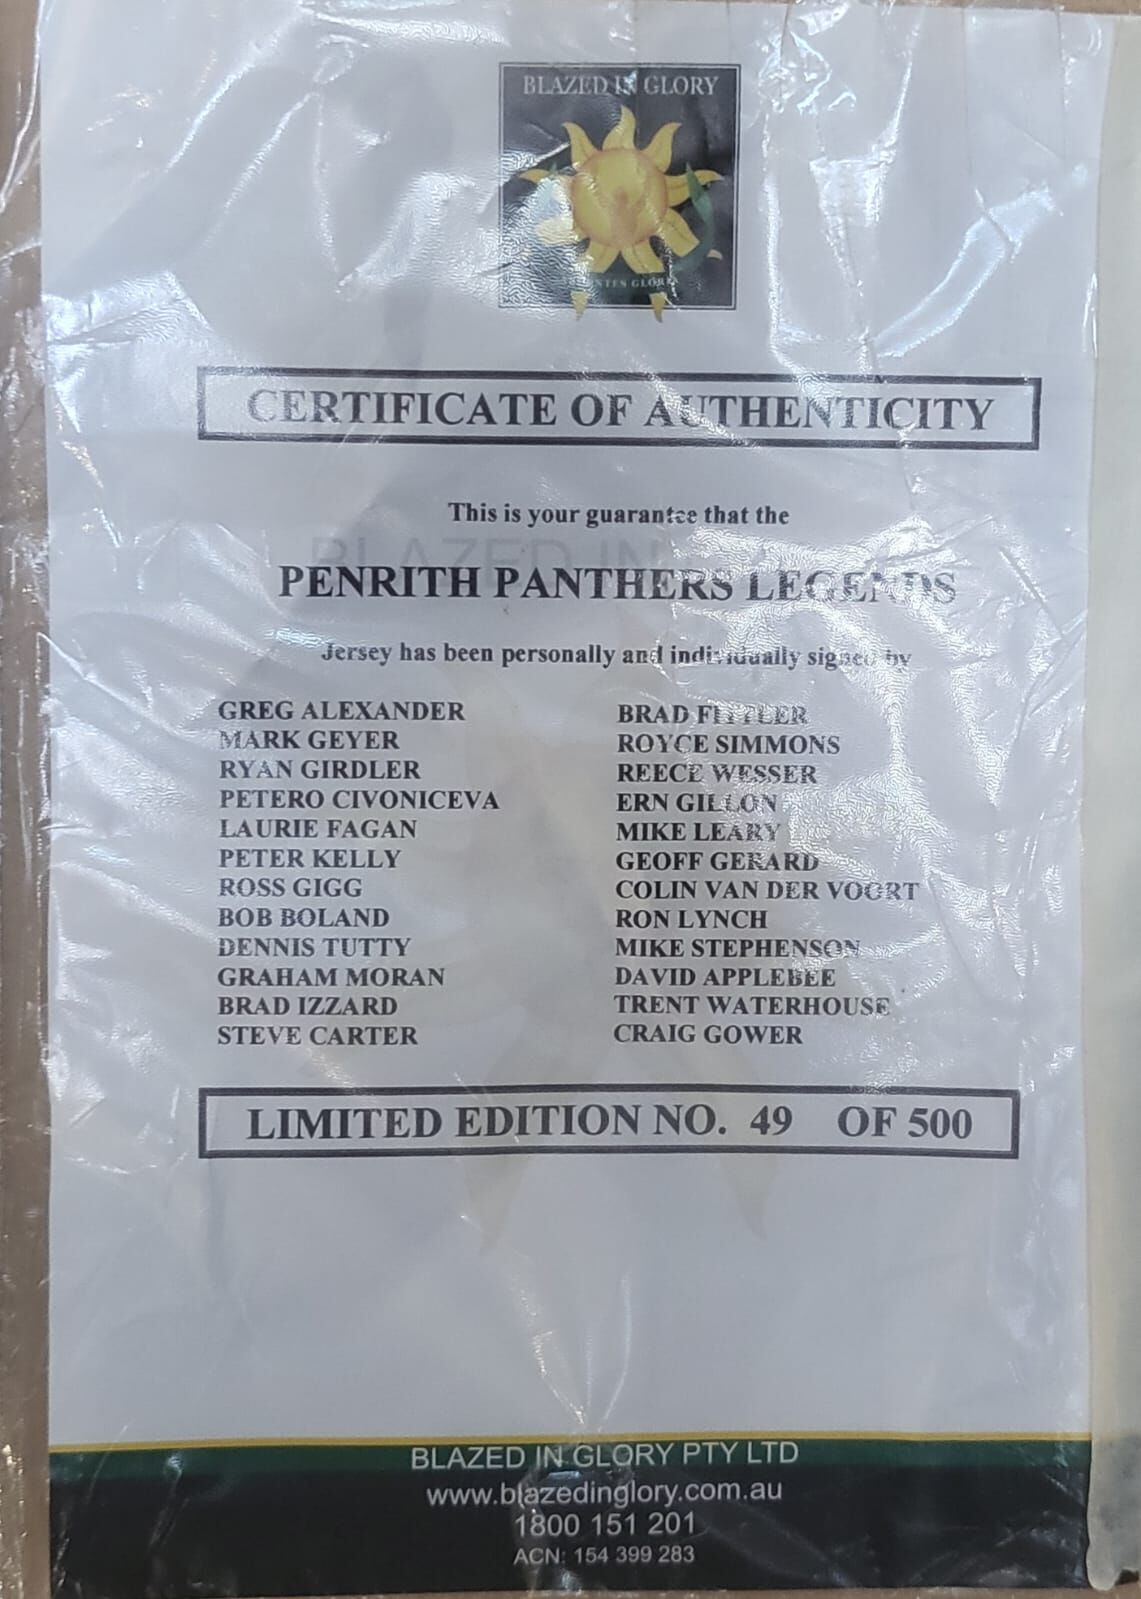 BLAZED IN GLORY
CERTIFICATE OF AUTHENTICITY
This is your guarantee that the
BLAZED IN
PENRITH PANTHERS LEGENDS
Jersey has been personally and individually signed by
GREG ALEXANDER
MARK GEYER
RYAN GIRDLER
PETERO CIVONICEVA
LAURIE FAGAN
PETER KELLY
ROSS GIGG
BOB BOLAND
DENNIS TUTTY
GRAHAM MORAN
BRAD IZZARD
STEVE CARTER
BRAD FITTLER
ROYCE SIMMONS
REECE WESSER
ERN GILLON
MIKE LEARY
GEOFF GERARD
COLIN VAN DER VOORT
RON LYNCH
MIKE STEPHENSON
DAVID APPLEBEE
TRENT WATERHOUSE
CRAIG GOWER
LIMITED EDITION NO. 49 OF 500
BLAZED IN GLORY PTY LTD
www.blazedinglory.com.au
1800 151 201
ACN: 154 399 283